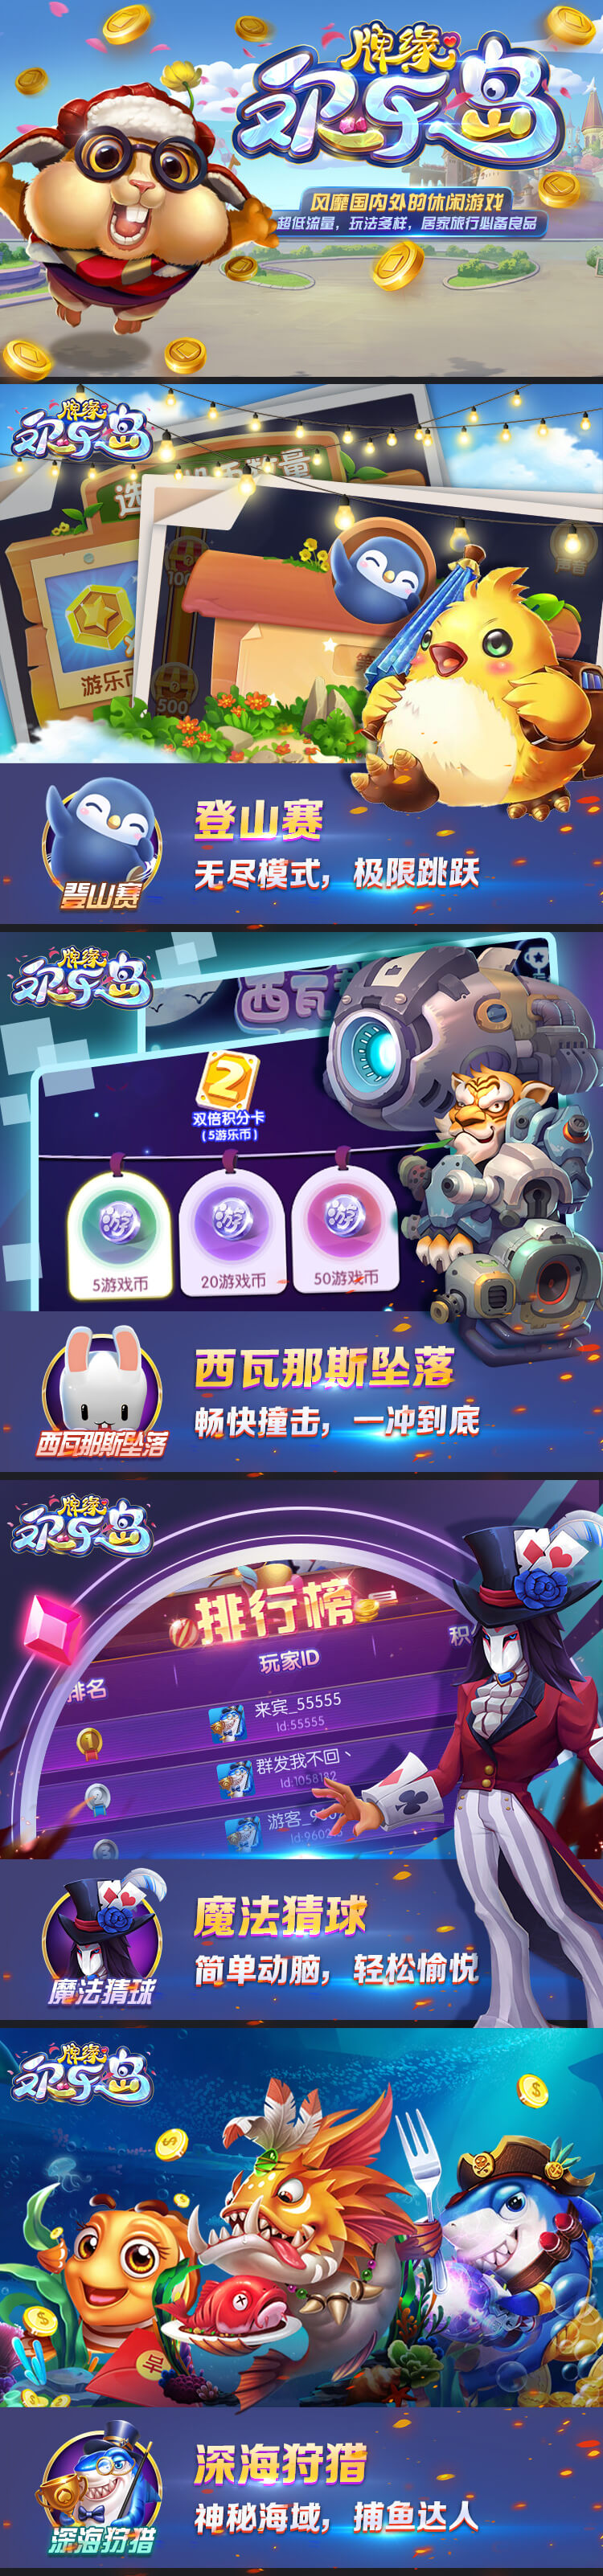 牌缘
欢乐岛
风靡国内外的休闲游戏
超低流量，玩法多样，居家旅行必备良品
牌缘
欢乐岛
游乐币
100
500
声音
登山赛
登山赛
无尽模式，极限跳跃
牌缘
欢乐岛
西瓦
2
双倍积分卡
(5游乐币)
游
游
游
5游戏币
20游戏币
50游戏币
西瓦那斯坠落
西瓦那斯坠落
畅快撞击，一冲到底
牌缘
欢乐岛
排行榜
排名
玩家ID
积
1
来宾_55555
Id:55555
2
群发我不回丶
Id:1058182
3
游客_9
魔法猜球
魔法猜球
简单动脑，轻松愉悦
牌缘
欢乐岛
深海狩猎
深海狩猎
神秘海域，捕鱼达人